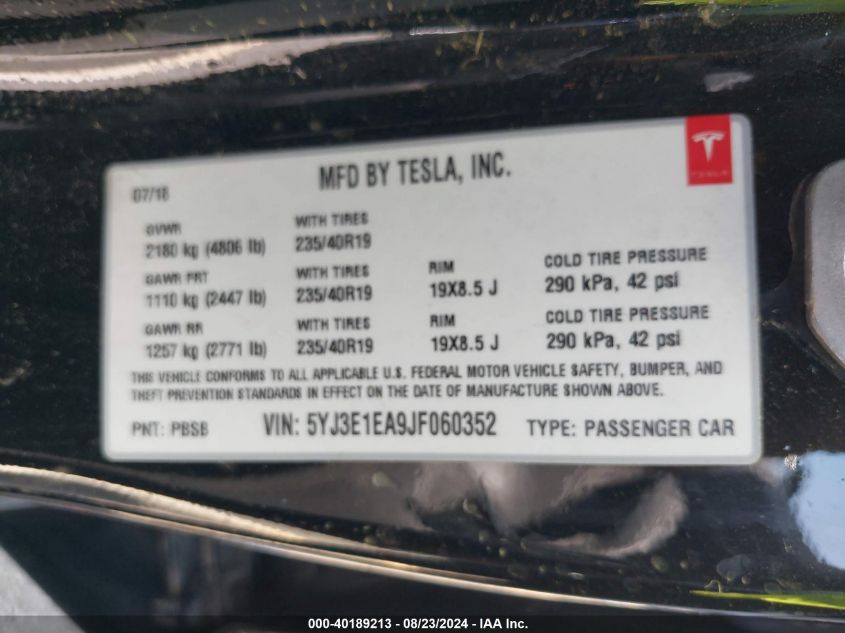 07/18
MFD BY TESLA, INC.
TESLA
GVWR
2180 kg (4806 lb)
WITH TIRES
235/40R19
GAWR FRT
1110 kg (2447 lb)
WITH TIRES
235/40R19
RIM
19X8.5 J
COLD TIRE PRESSURE
290 kPa, 42 psi
GAWR RR
1257 kg (2771 lb)
WITH TIRES
235/40R19
RIM
19X8.5 J
COLD TIRE PRESSURE
290 kPa, 42 psi
THIS VEHICLE CONFORMS TO ALL APPLICABLE U.S. FEDERAL MOTOR VEHICLE SAFETY, BUMPER, AND
THEFT PREVENTION STANDARDS IN EFFECT ON THE DATE OF MANUFACTURE SHOWN ABOVE.
PNT: PBSB VIN: 5YJ3E1EA9JF060352 TYPE: PASSENGER CAR
000-40189213 - 08/23/2024 - IAA Inc.